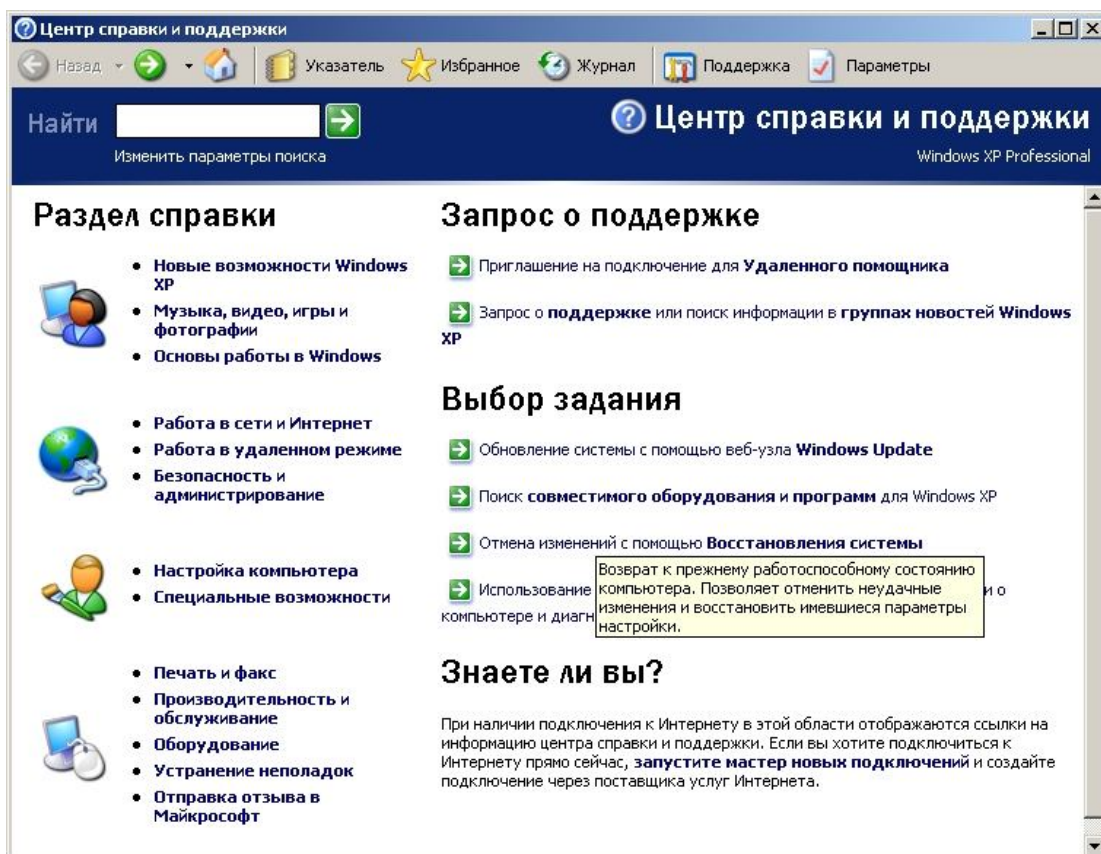 Центр справки и поддержки
Назад
Указатель
Избранное
Журнал
Поддержка
Параметры
Найти
Изменить параметры поиска
Центр справки и поддержки
Windows XP Professional
Раздел справки
Новые возможности Windows
XP
Музыка, видео, игры и
фотографии
Основы работы в Windows
Работа в сети и Интернет
Работа в удаленном режиме
Безопасность и
администрирование
Настройка компьютера
Специальные возможности
Печать и факс
Производительность и
обслуживание
Оборудование
Устранение неполадок
Отправка отзыва в
Майкрософт
Запрос о поддержке
Приглашение на подключение для Удаленного помощника
Запрос о поддержке или поиск информации в группах новостей Windows
XP
Выбор задания
Обновление системы с помощью веб-узла Windows Update
Поиск совместимого оборудования и программ для Windows XP
Отмена изменений с помощью Восстановления системы
Использование
и о
компьютере и
Возврат к прежнему работоспособному состоянию
компьютера. Позволяет отменить неудачные
изменения и восстановить имевшиеся параметры
настройки.
Знаете ли вы?
При наличии подключения к Интернету в этой области отображаются ссылки на
информацию центра справки и поддержки. Если вы хотите подключиться к
Интернету прямо сейчас, запустите мастер новых подключений и создайте
подключение через поставщика услуг Интернета.